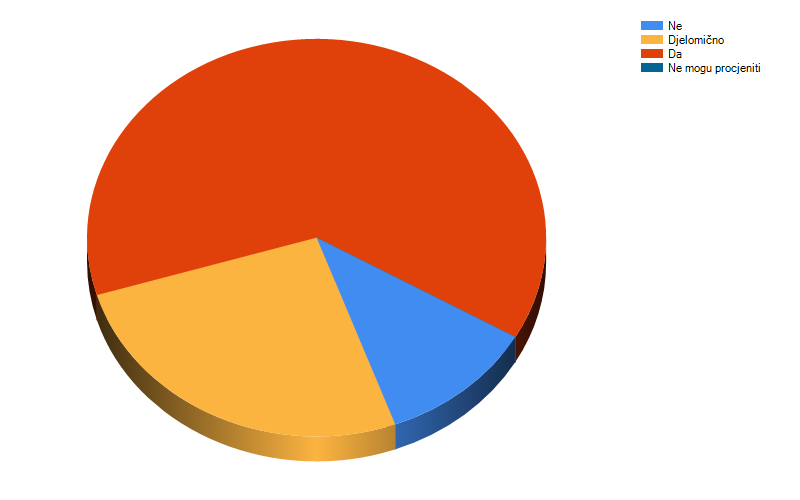 Ne
Djelomično
Da
Ne mogu procjeniti